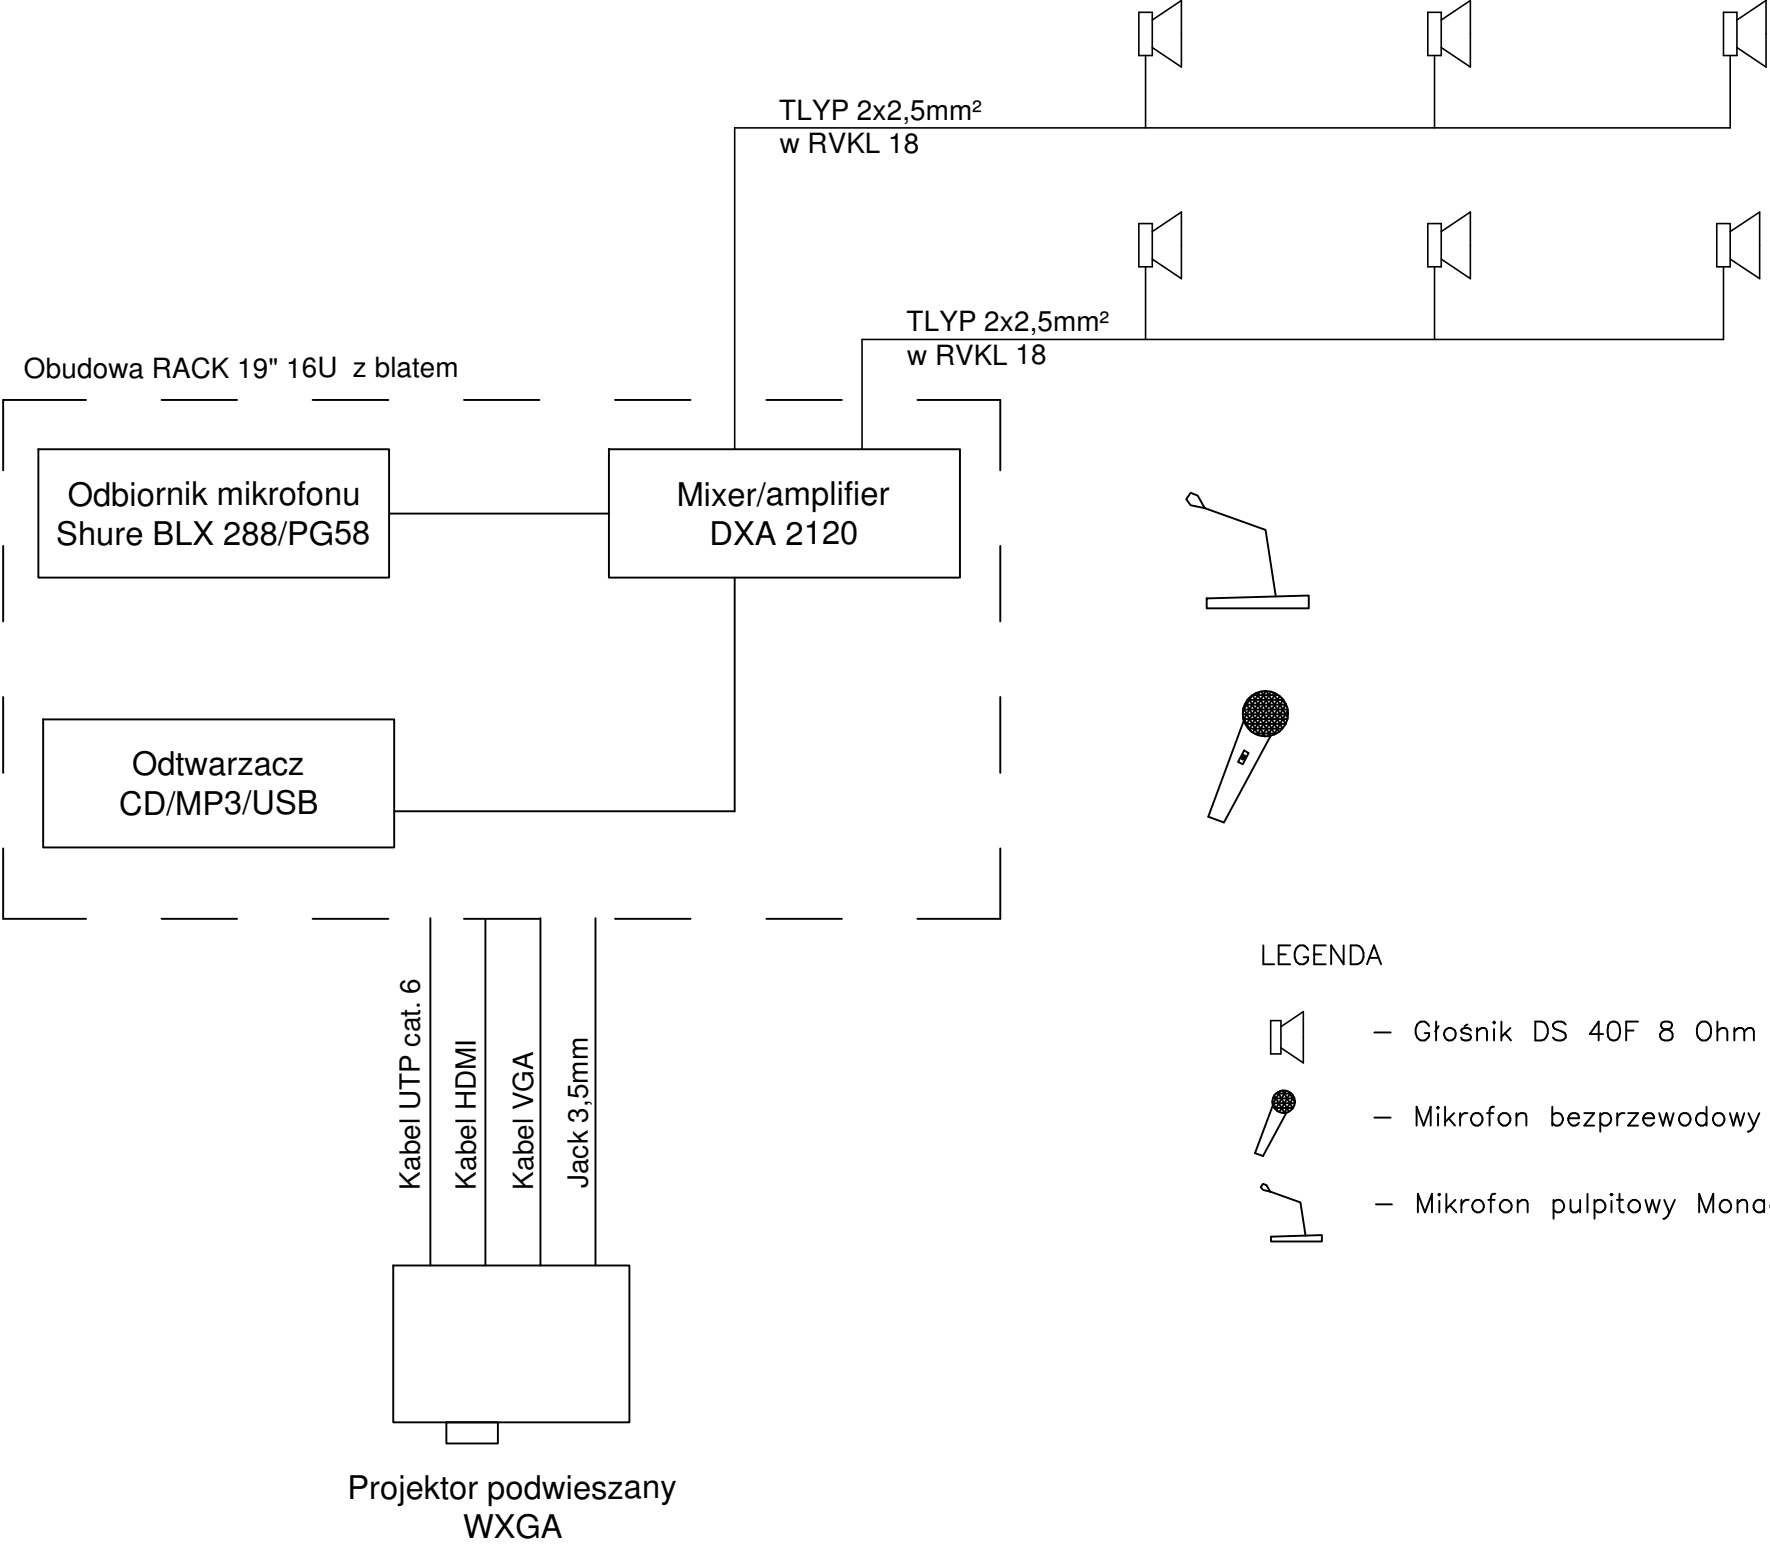 TLYP 2x2,5mm²
w RVKL 18
TLYP 2x2,5mm²
w RVKL 18
Obudowa RACK 19" 16U z blatem
Odbiornik mikrofonu
Shure BLX 288/PG58
Mixer/amplifier
DXA 2120
Odtwarzacz
CD/MP3/USB
Kabel UTP cat. 6
Kabel HDMI
Kabel VGA
Jack 3,5mm
LEGENDA
– Głośnik DS 40F 8 Ohm
– Mikrofon bezprzewodowy
– Mikrofon pulpitowy
Projektor podwieszany
WXGA